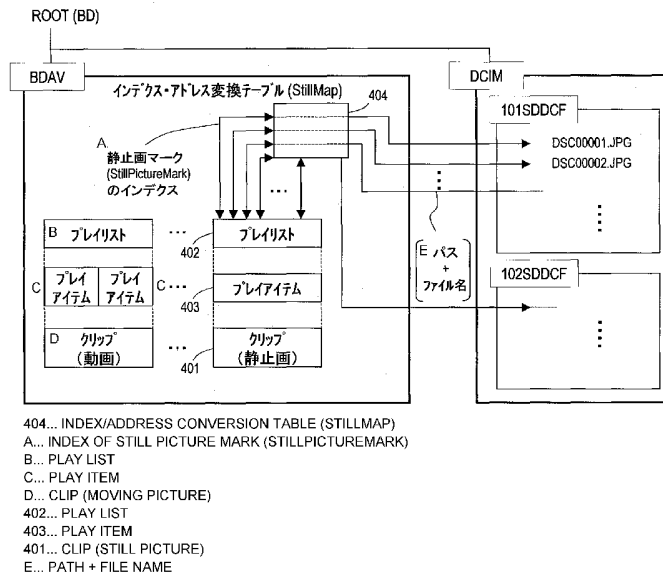 ROOT (BD)
BDAV
DCIM
インデクス・アドレス変換テーブル (StillMap)
404
101SDDCF
A
静止画マーク
(StillPictureMark)
のインデクス
DSC00001.JPG
DSC00002.JPG
B プレイリスト
プレイリスト
402
E パス
+
ファイル名
C
プレイ
アイテム
プレイ
アイテム
C
プレイアイテム
403
102SDDCF
D クリップ
(動画)
クリップ
(静止画)
401
404... INDEX/ADDRESS CONVERSION TABLE (STILLMAP)
A... INDEX OF STILL PICTURE MARK (STILLPICTUREMARK)
B... PLAY LIST
C... PLAY ITEM
D... CLIP (MOVING PICTURE)
402... PLAY LIST
403... PLAY ITEM
401... CLIP (STILL PICTURE)
E... PATH + FILE NAME